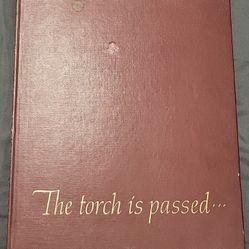 The torch is passed...